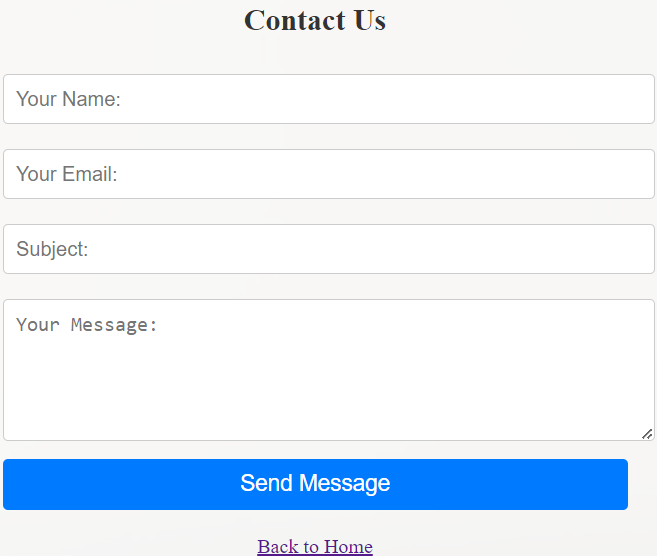 Contact Us
Your Name:
Your Email:
Subject:
Your Message:
Send Message
Back to Home